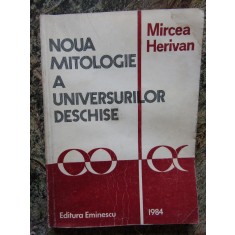 Mircea
Herivan
NOUA
MITOLOGIE
A
UNIVERSURILOR
DESCHISE
Editura Eminescu
1984